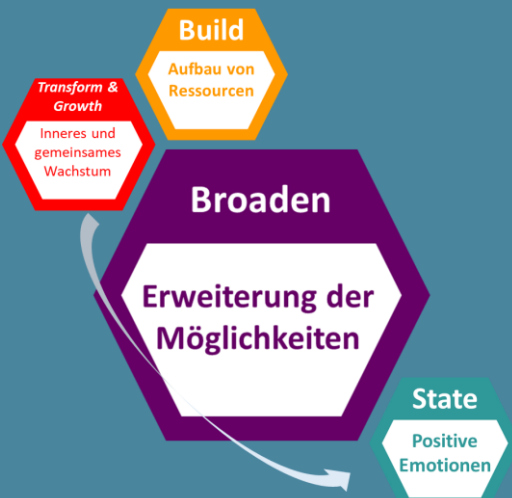 Build
Aufbau von
Ressourcen
Transform &
Growth
Inneres und
gemeinsames
Wachstum
Broaden
Erweiterung der
Möglichkeiten
State
Positive
Emotionen